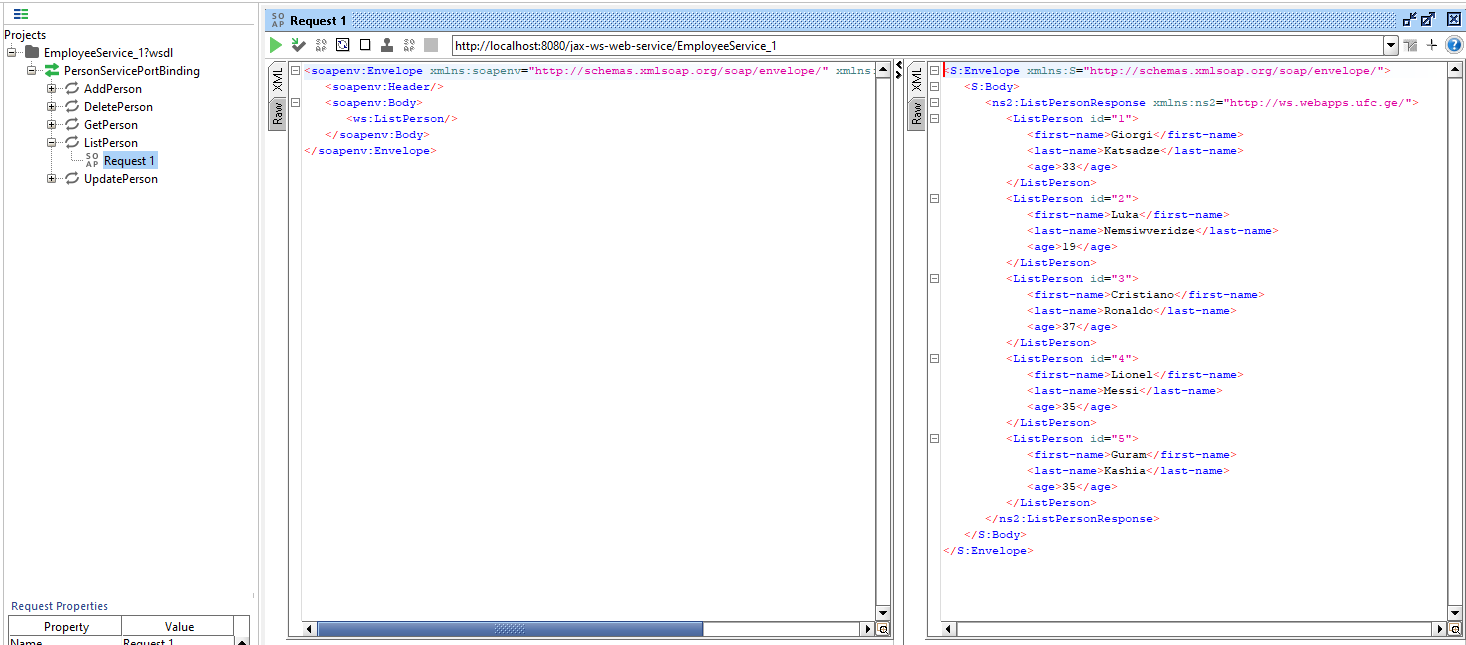 Projects
EmployeeService_1?wsdl
PersonServicePortBinding
AddPerson
DeletePerson
GetPerson
ListPerson
SO AP Request 1
UpdatePerson
Request Properties
Property Value
Name Request 1
SO AP Request 1
http://localhost:8080/jax-ws-web-service/EmployeeService_1
XML
Raw
<soapenv:Envelope xmlns:soapenv="http://schemas.xmlsoap.org/soap/envelope/" xmlns:
<soapenv:Header/>
<soapenv:Body>
<ws:ListPerson/>
</soapenv:Body>
</soapenv:Envelope>
XML
Raw
<S:Envelope xmlns:S="http://schemas.xmlsoap.org/soap/envelope/">
<S:Body>
<ns2:ListPersonResponse xmlns:ns2="http://ws.webapps.ufc.ge/">
<ListPerson id="1">
<first-name>Giorgi</first-name>
<last-name>Katsadze</last-name>
<age>33</age>
</ListPerson>
<ListPerson id="2">
<first-name>Luka</first-name>
<last-name>Nemsiwveridze</last-name>
<age>19</age>
</ListPerson>
<ListPerson id="3">
<first-name>Cristiano</first-name>
<last-name>Ronaldo</last-name>
<age>37</age>
</ListPerson>
<ListPerson id="4">
<first-name>Lionel</first-name>
<last-name>Messi</last-name>
<age>35</age>
</ListPerson>
<ListPerson id="5">
<first-name>Guram</first-name>
<last-name>Kashia</last-name>
<age>35</age>
</ListPerson>
</ns2:ListPersonResponse>
</S:Body>
</S:Envelope>